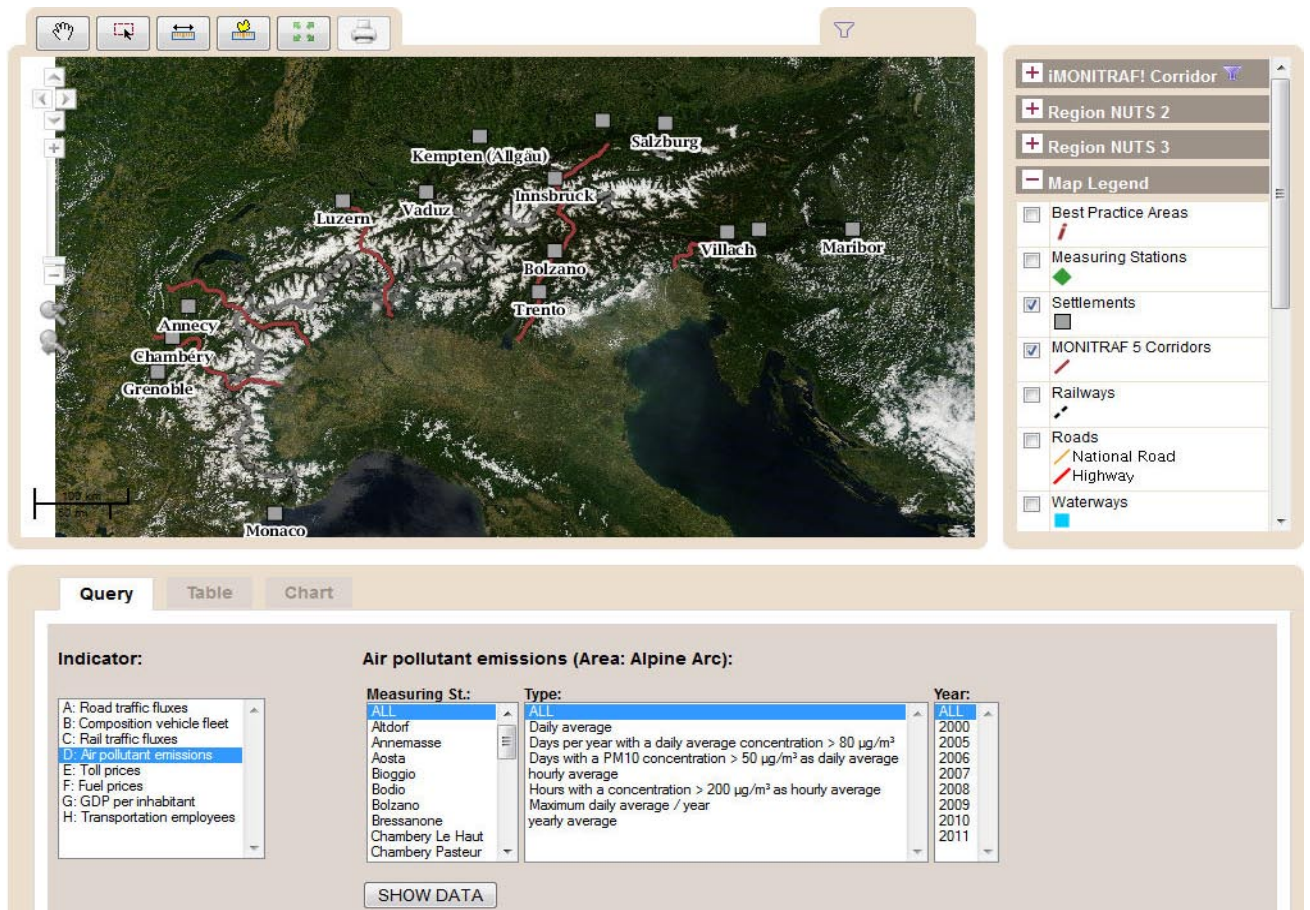 Kempten (Allgäu)
Salzburg
Innsbruck
Luzern
Vaduz
Villach
Maribor
Bolzano
Trento
Annecy
Chambéry
Grenoble
100 km
50 mi
Monaco
iMONITRAF! Corridor
Region NUTS 2
Region NUTS 3
Map Legend
Best Practice Areas
Measuring Stations
Settlements
MONITRAF 5 Corridors
Railways
Roads
National Road
Highway
Waterways
Query
Table
Chart
Indicator:
A: Road traffic fluxes
B: Composition vehicle fleet
C: Rail traffic fluxes
D: Air pollutant emissions
E: Toll prices
F: Fuel prices
G: GDP per inhabitant
H: Transportation employees
Air pollutant emissions (Area: Alpine Arc):
Measuring St.:
ALL
Altdorf
Annemasse
Aosta
Bioggio
Bodio
Bolzano
Bressanone
Chambery Le Haut
Chambery Pasteur
Type:
ALL
Daily average
Days per year with a daily average concentration > 80 µg/m³
Days with a PM10 concentration > 50 µg/m³ as daily average
hourly average
Hours with a concentration > 200 µg/m³ as hourly average
Maximum daily average / year
yearly average
Year:
ALL
2000
2005
2006
2007
2008
2009
2010
2011
SHOW DATA